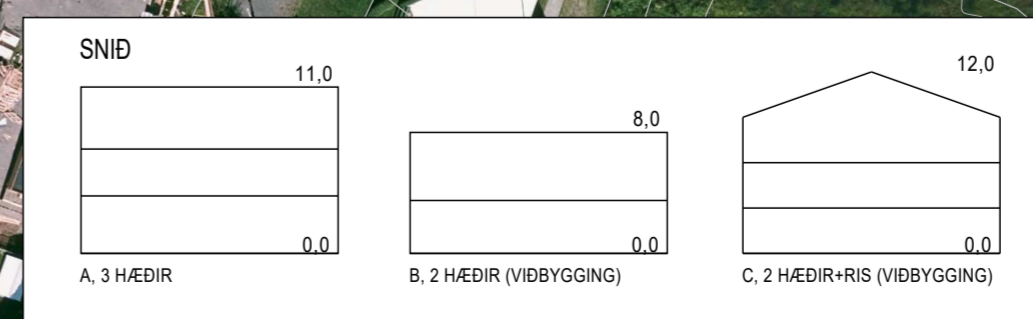 SNIÐ
11,0
0,0
A, 3 HÆÐIR
8,0
0,0
B, 2 HÆÐIR (VIÐBYGGING)
12,0
0,0
C, 2 HÆÐIR+RIS (VIÐBYGGING)